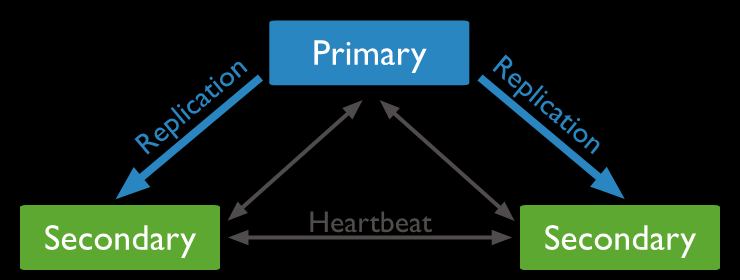 Primary
Replication
Replication
Heartbeat
Secondary
Secondary